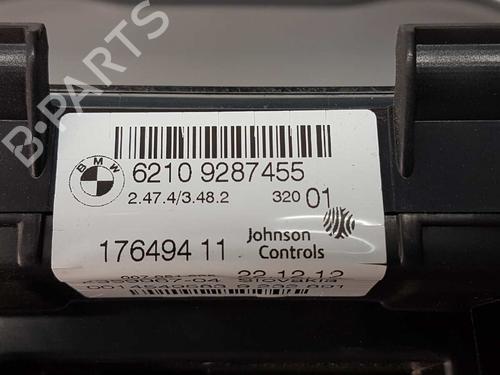 BMW
6210 9287455
2.47.4/3.48.2 320 01
176494 11 Johnson Controls
22.12.12
Slovakia
B-PARTS